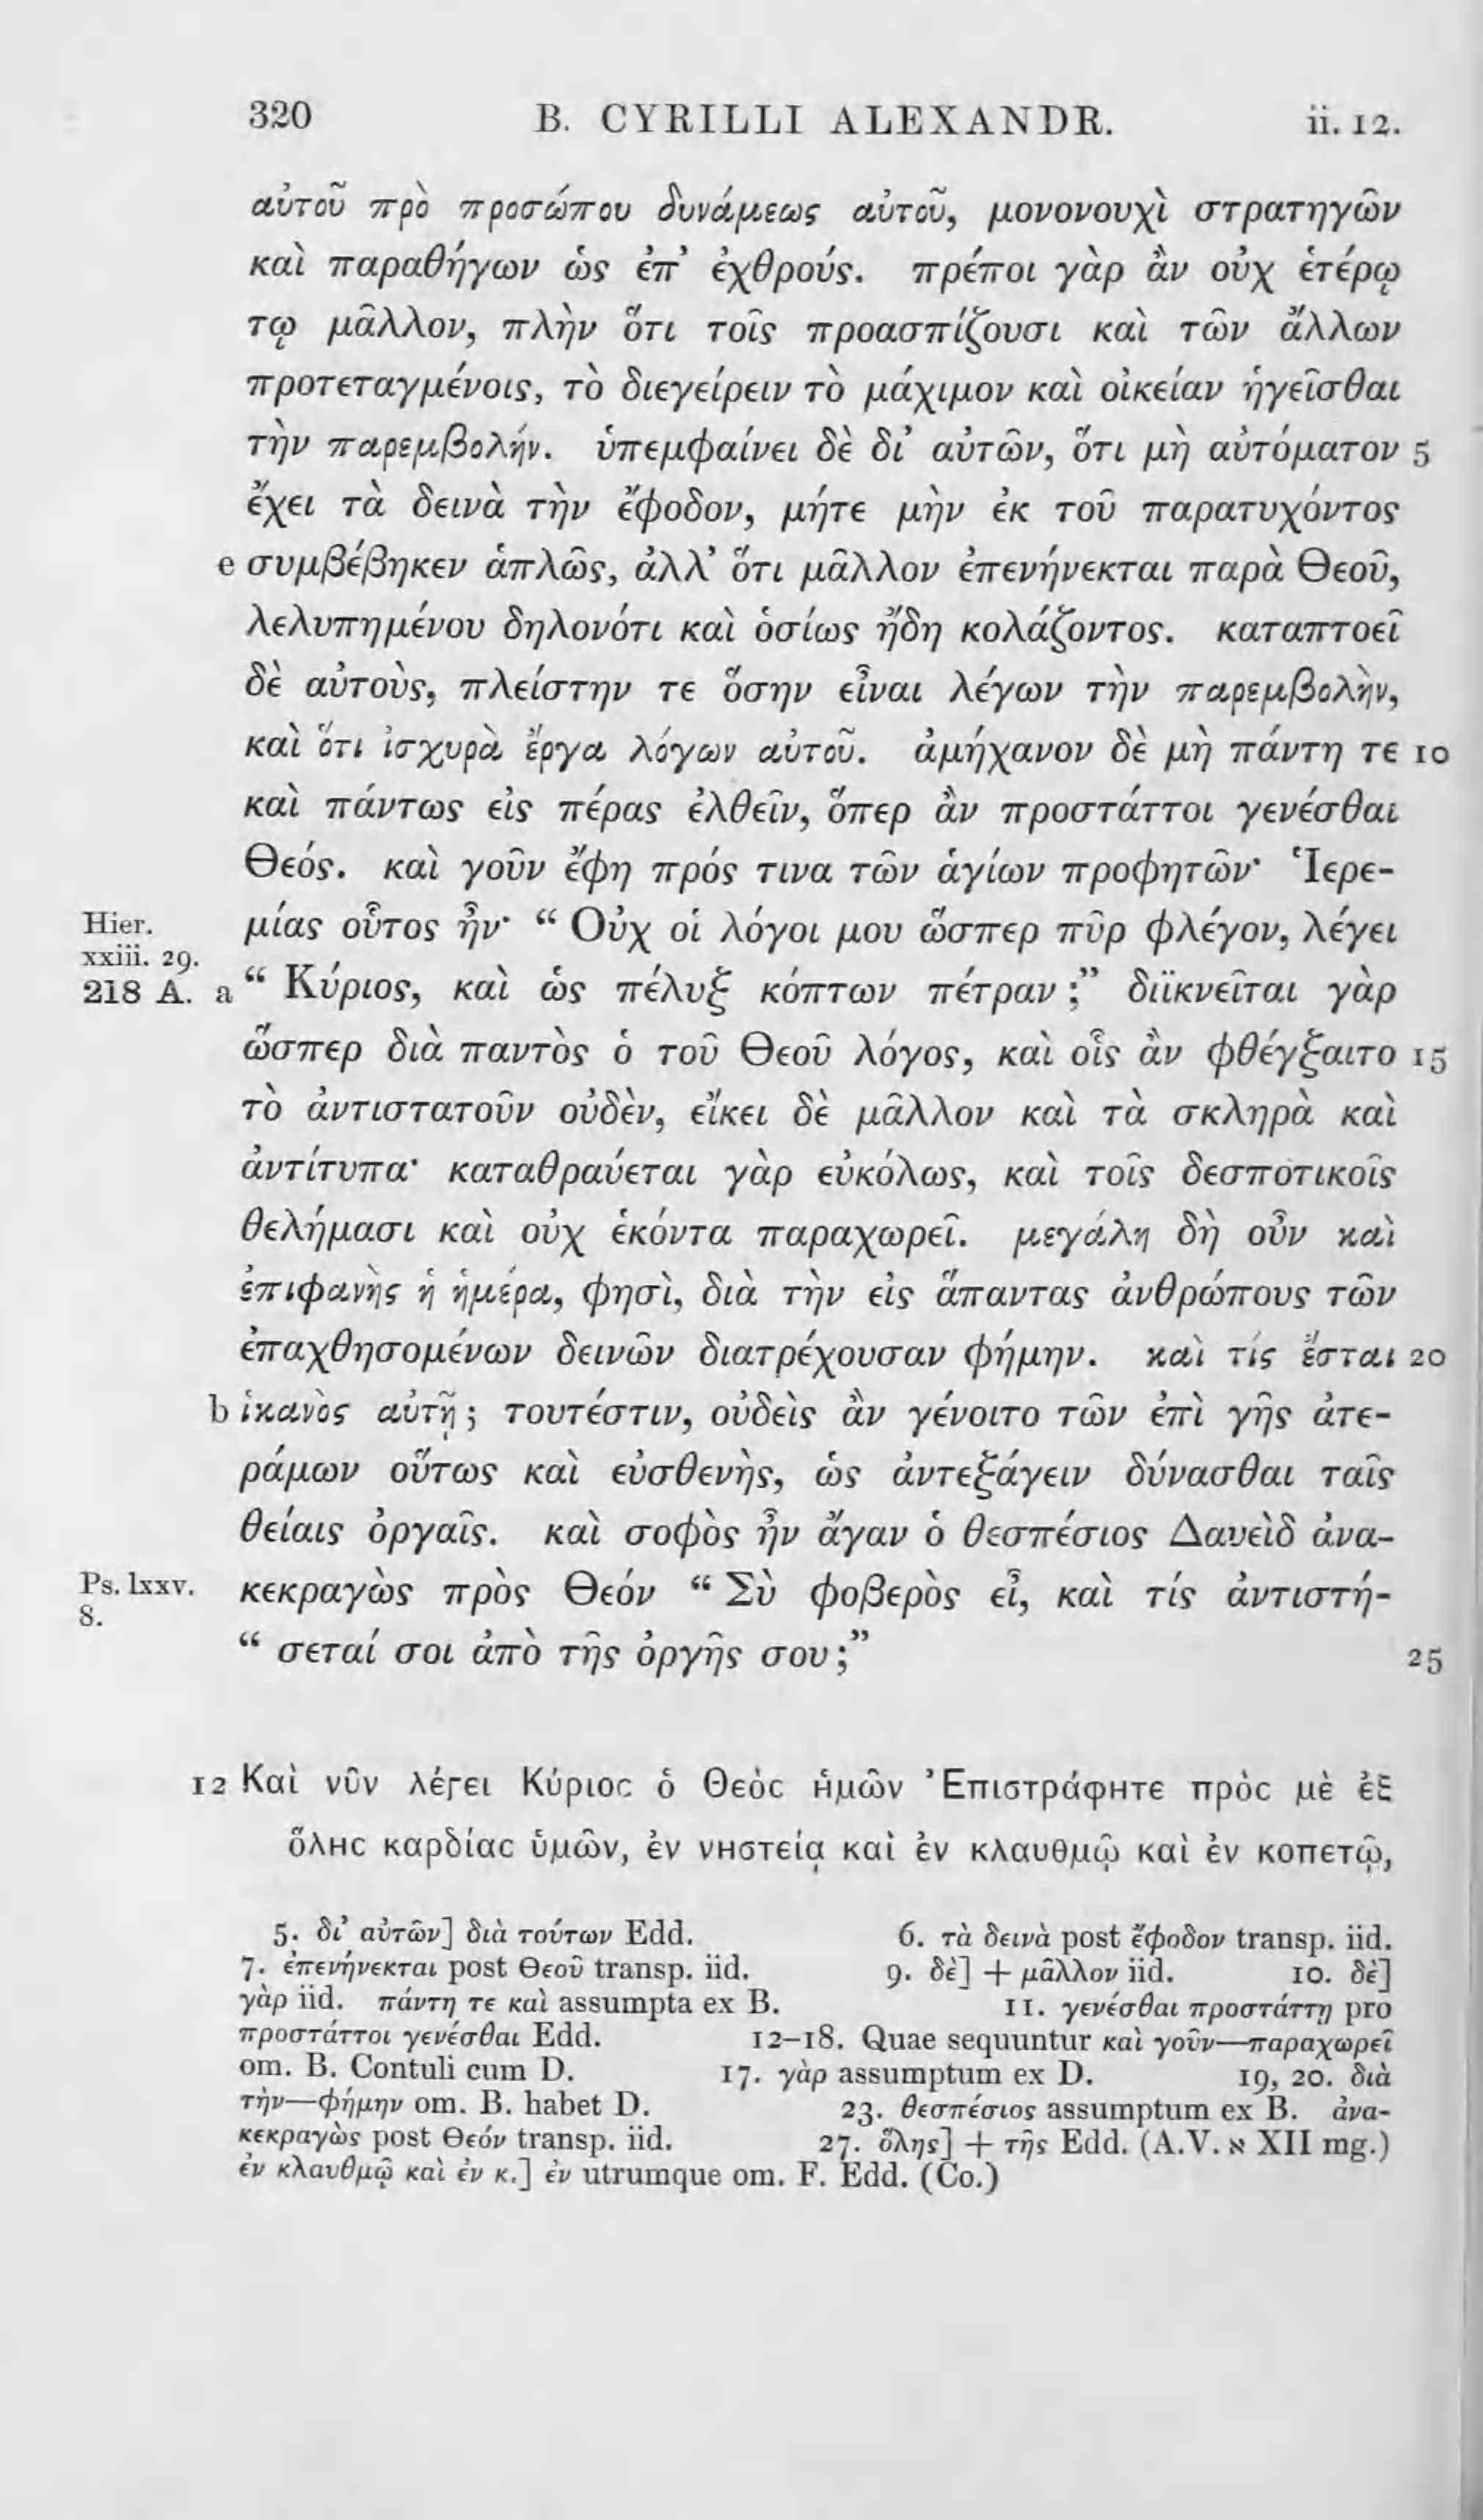 320 B. CYRILLI ALEXANDR. ii. 12.
αὐτοῦ πρὸ προσώπου δυνάμεως αὐτοῦ, μονονουχὶ στρατηγῶν
καὶ παραθήγων ὡς ἐπ’ ἐχθρούς. πρέποι γὰρ ἂν οὐχ ἑτέρῳ
τῳ μᾶλλον, πλὴν ὅτι τοῖς προασπίζουσι καὶ τῶν ἄλλων
προτεταγμένοις, τὸ διεγείρειν τὸ μάχιμον καὶ οἰκείαν ἡγεῖσθαι
τὴν παρεμβολήν. ὑπεμφαίνει δὲ δι’ αὐτῶν, ὅτι μὴ αὐτόματον 5
ἔχει τὰ δεινὰ τὴν ἔφοδον, μήτε μὴν ἐκ τοῦ παρατυχόντος
e συμβέβηκεν ἁπλῶς, ἀλλ’ ὅτι μᾶλλον ἐπενήνεκται παρὰ Θεοῦ,
λελυπημένου δηλονότι καὶ ὁσίως ἤδη κολάζοντος. καταπτοεῖ
δὲ αὐτοὺς, πλείστην τε ὅσην εἶναι λέγων τὴν παρεμβολὴν,
καὶ ὅτι ἰσχυρὰ ἔργα λόγων αὐτοῦ. ἀμήχανον δὲ μὴ πάντη τε 10
καὶ πάντως εἰς πέρας ἐλθεῖν, ὅπερ ἂν προστάττοι γενέσθαι
Θεός. καὶ γοῦν ἔφη πρός τινα τῶν ἁγίων προφητῶν· Ἱερε-
Hier. xxiii. 29. μίας οὗτος ἦν· “ Οὐχ οἱ λόγοι μου ὥσπερ πῦρ φλέγον, λέγει
218 A. a “ Κύριος, καὶ ὡς πέλυξ κόπτων πέτραν ;” διϊκνεῖται γὰρ
ὥσπερ διὰ παντὸς ὁ τοῦ Θεοῦ λόγος, καὶ οἷς ἂν φθέγξαιτο 15
τὸ ἀντιστατοῦν οὐδὲν, εἴκει δὲ μᾶλλον καὶ τὰ σκληρὰ καὶ
ἀντίτυπα· καταθραύεται γὰρ εὐκόλως, καὶ τοῖς δεσποτικοῖς
θελήμασι καὶ οὐχ ἑκόντα παραχωρεῖ. μεγάλη δὴ οὖν καὶ
ἐπιφανὴς ἡ ἡμέρα, φησὶ, διὰ τὴν εἰς ἅπαντας ἀνθρώπους τῶν
ἐπαχθησομένων δεινῶν διατρέχουσαν φήμην. καὶ τίς ἔσται 20
b ἱκανὸς αὐτῇ ; τουτέστιν, οὐδεὶς ἂν γένοιτο τῶν ἐπὶ γῆς ἀτε-
ράμων οὕτως καὶ εὐσθενὴς, ὡς ἀντεξάγειν δύνασθαι ταῖς
θείαις ὀργαῖς. καὶ σοφὸς ἦν ἄγαν ὁ θεσπέσιος Δαυεὶδ ἀνα-
Ps. lxxv. 8. κεκραγὼς πρὸς Θεόν “ Σὺ φοβερὸς εἶ, καὶ τίς ἀντιστή-
“ σεταί σοι ἀπὸ τῆς ὀργῆς σου ;” 25
12 Καὶ νῦν λέγει Κύριος ὁ Θεὸς ἡμῶν Ἐπιστράφητε πρὸς μὲ ἐξ
ὅλης καρδίας ὑμῶν, ἐν νηστείᾳ καὶ ἐν κλαυθμῷ καὶ ἐν κοπετῷ,
5. δι’ αὐτῶν] διὰ τούτων Edd. 6. τὰ δεινὰ post ἔφοδον transp. iid.
7. ἐπενήνεκται post Θεοῦ transp. iid. 9. δὲ] + μᾶλλον iid. 10. δὲ]
γὰρ iid. πάντη τε καὶ assumpta ex B. 11. γενέσθαι προστάττῃ pro
προστάττοι γενέσθαι Edd. 12–18. Quae sequuntur καὶ γοῦν—παραχωρεῖ
om. B. Contuli cum D. 17. γὰρ assumptum ex D. 19, 20. διὰ
τὴν—φήμην om. B. habet D. 23. θεσπέσιος assumptum ex B. ἀνα-
κεκραγὼς post Θεόν transp. iid. 27. ὅλης] + τῆς Edd. (A.V. א XII mg.)
ἐν κλαυθμῷ καὶ ἐν κ.] ἐν utrumque om. F. Edd. (Co.)